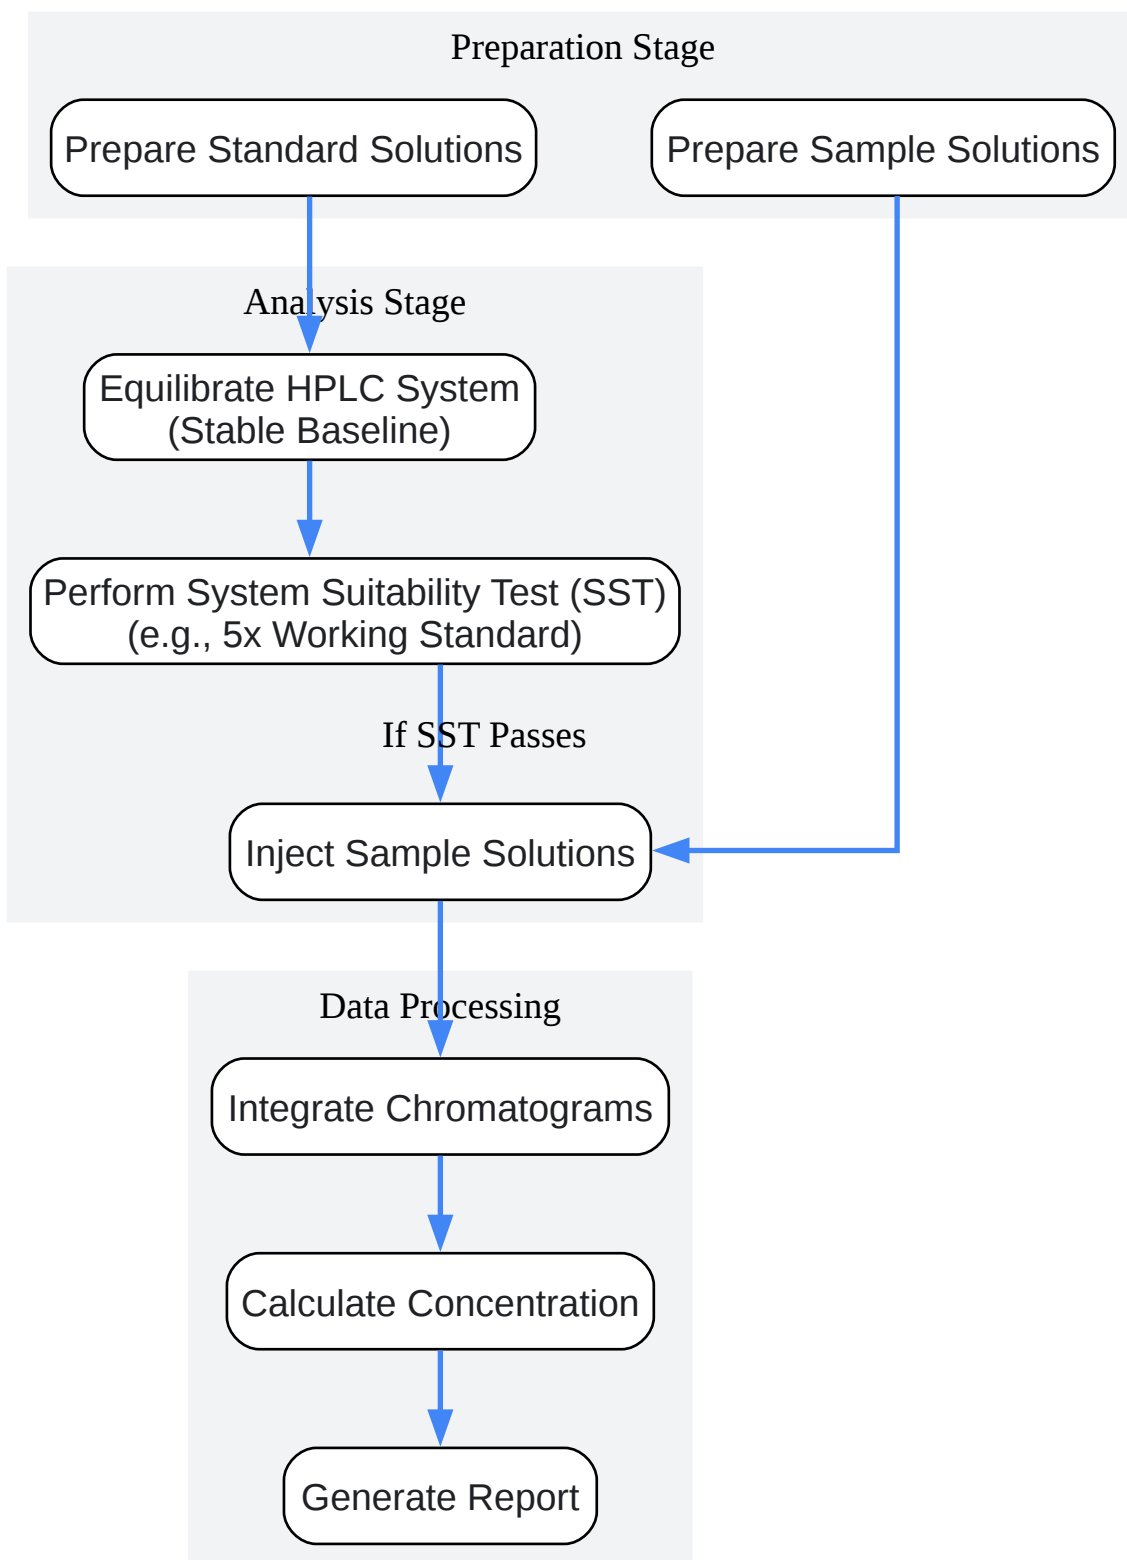 Preparation Stage
Prepare Standard Solutions
Prepare Sample Solutions
Analysis Stage
Equilibrate HPLC System
(Stable Baseline)
Perform System Suitability Test (SST)
(e.g., 5x Working Standard)
If SST Passes
Inject Sample Solutions
Data Processing
Integrate Chromatograms
Calculate Concentration
Generate Report